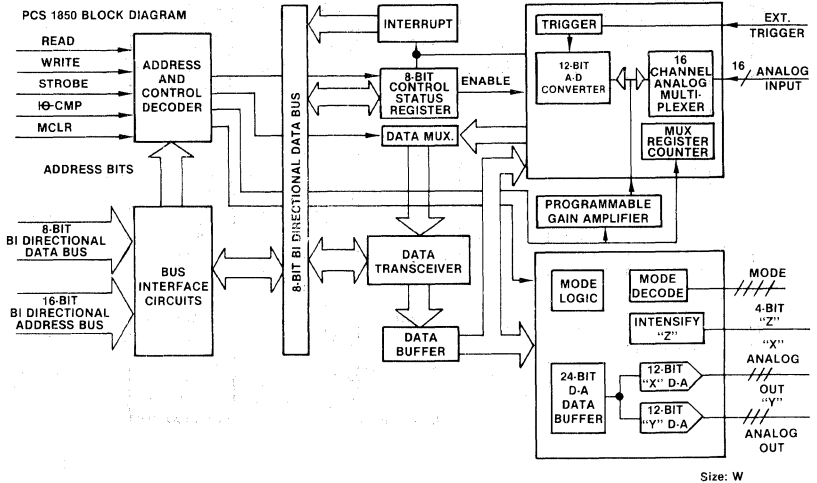 PCS 1850 BLOCK DIAGRAM
READ
WRITE
STROBE
IO-CMP
MCLR
ADDRESS
AND
CONTROL
DECODER
ADDRESS BITS
8-BIT
BI DIRECTIONAL
DATA BUS
16-BIT
BI DIRECTIONAL
ADDRESS BUS
BUS
INTERFACE
CIRCUITS
8-BIT BI DIRECTIONAL DATA BUS
INTERRUPT
8-BIT
CONTROL
STATUS
REGISTER
ENABLE
DATA MUX.
DATA
TRANSCEIVER
DATA
BUFFER
TRIGGER
EXT.
TRIGGER
12-BIT
A-D
CONVERTER
16
CHANNEL
ANALOG
MULTI-
PLEXER
16
ANALOG
INPUT
MUX
REGISTER
COUNTER
PROGRAMMABLE
GAIN AMPLIFIER
MODE
LOGIC
MODE
DECODE
MODE
4-BIT
INTENSIFY
"Z"
"Z"
"X"
ANALOG
OUT
24-BIT
D-A
DATA
BUFFER
12-BIT
"X" D-A
12-BIT
"Y" D-A
"Y"
ANALOG
OUT
Size: W